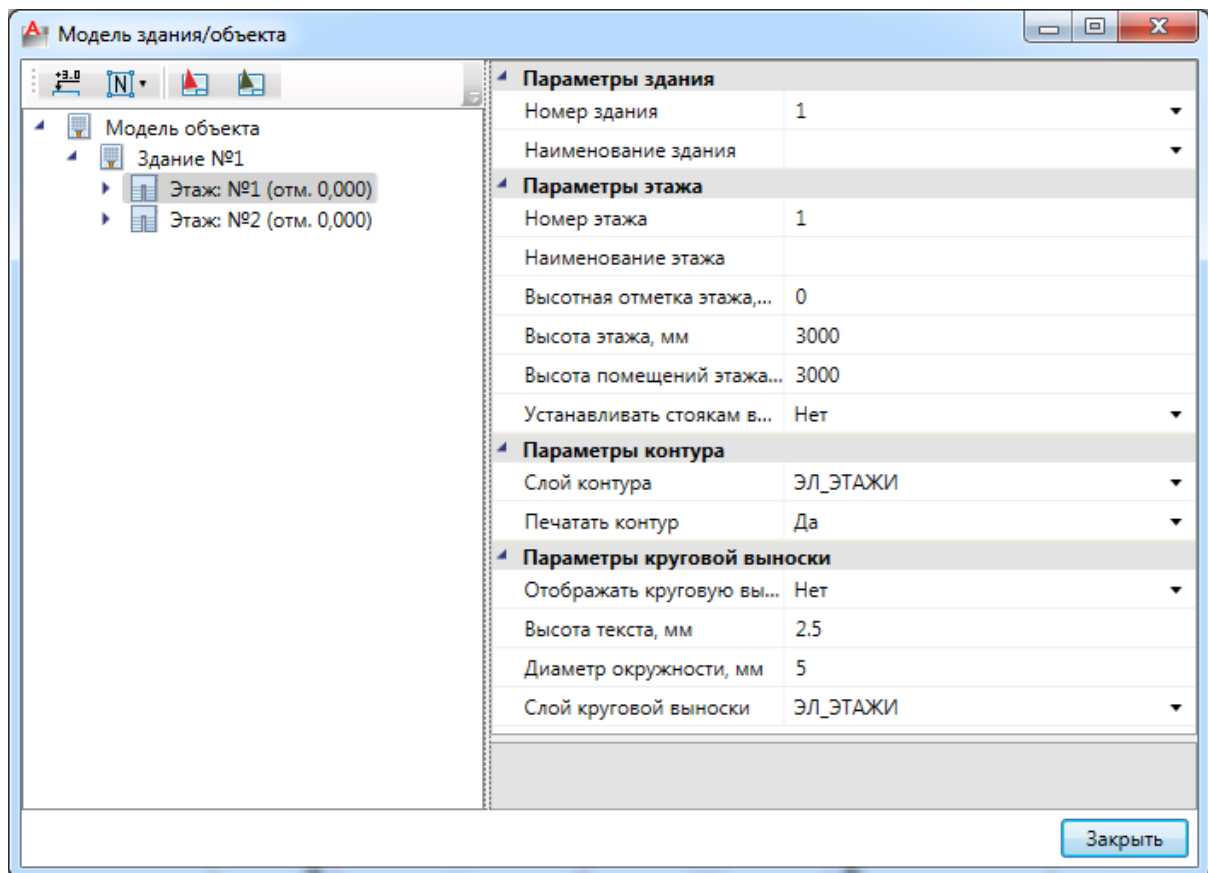 Модель здания/объекта
+3.0
N
Модель объекта
Здание №1
Этаж: №1 (отм. 0,000)
Этаж: №2 (отм. 0,000)
Параметры здания
Номер здания 1
Наименование здания
Параметры этажа
Номер этажа 1
Наименование этажа
Высотная отметка этажа,... 0
Высота этажа, мм 3000
Высота помещений этажа... 3000
Устанавливать стоякам в... Нет
Параметры контура
Слой контура ЭЛ_ЭТАЖИ
Печатать контур Да
Параметры круговой выноски
Отображать круговую вы... Нет
Высота текста, мм 2.5
Диаметр окружности, мм 5
Слой круговой выноски ЭЛ_ЭТАЖИ
Закрыть